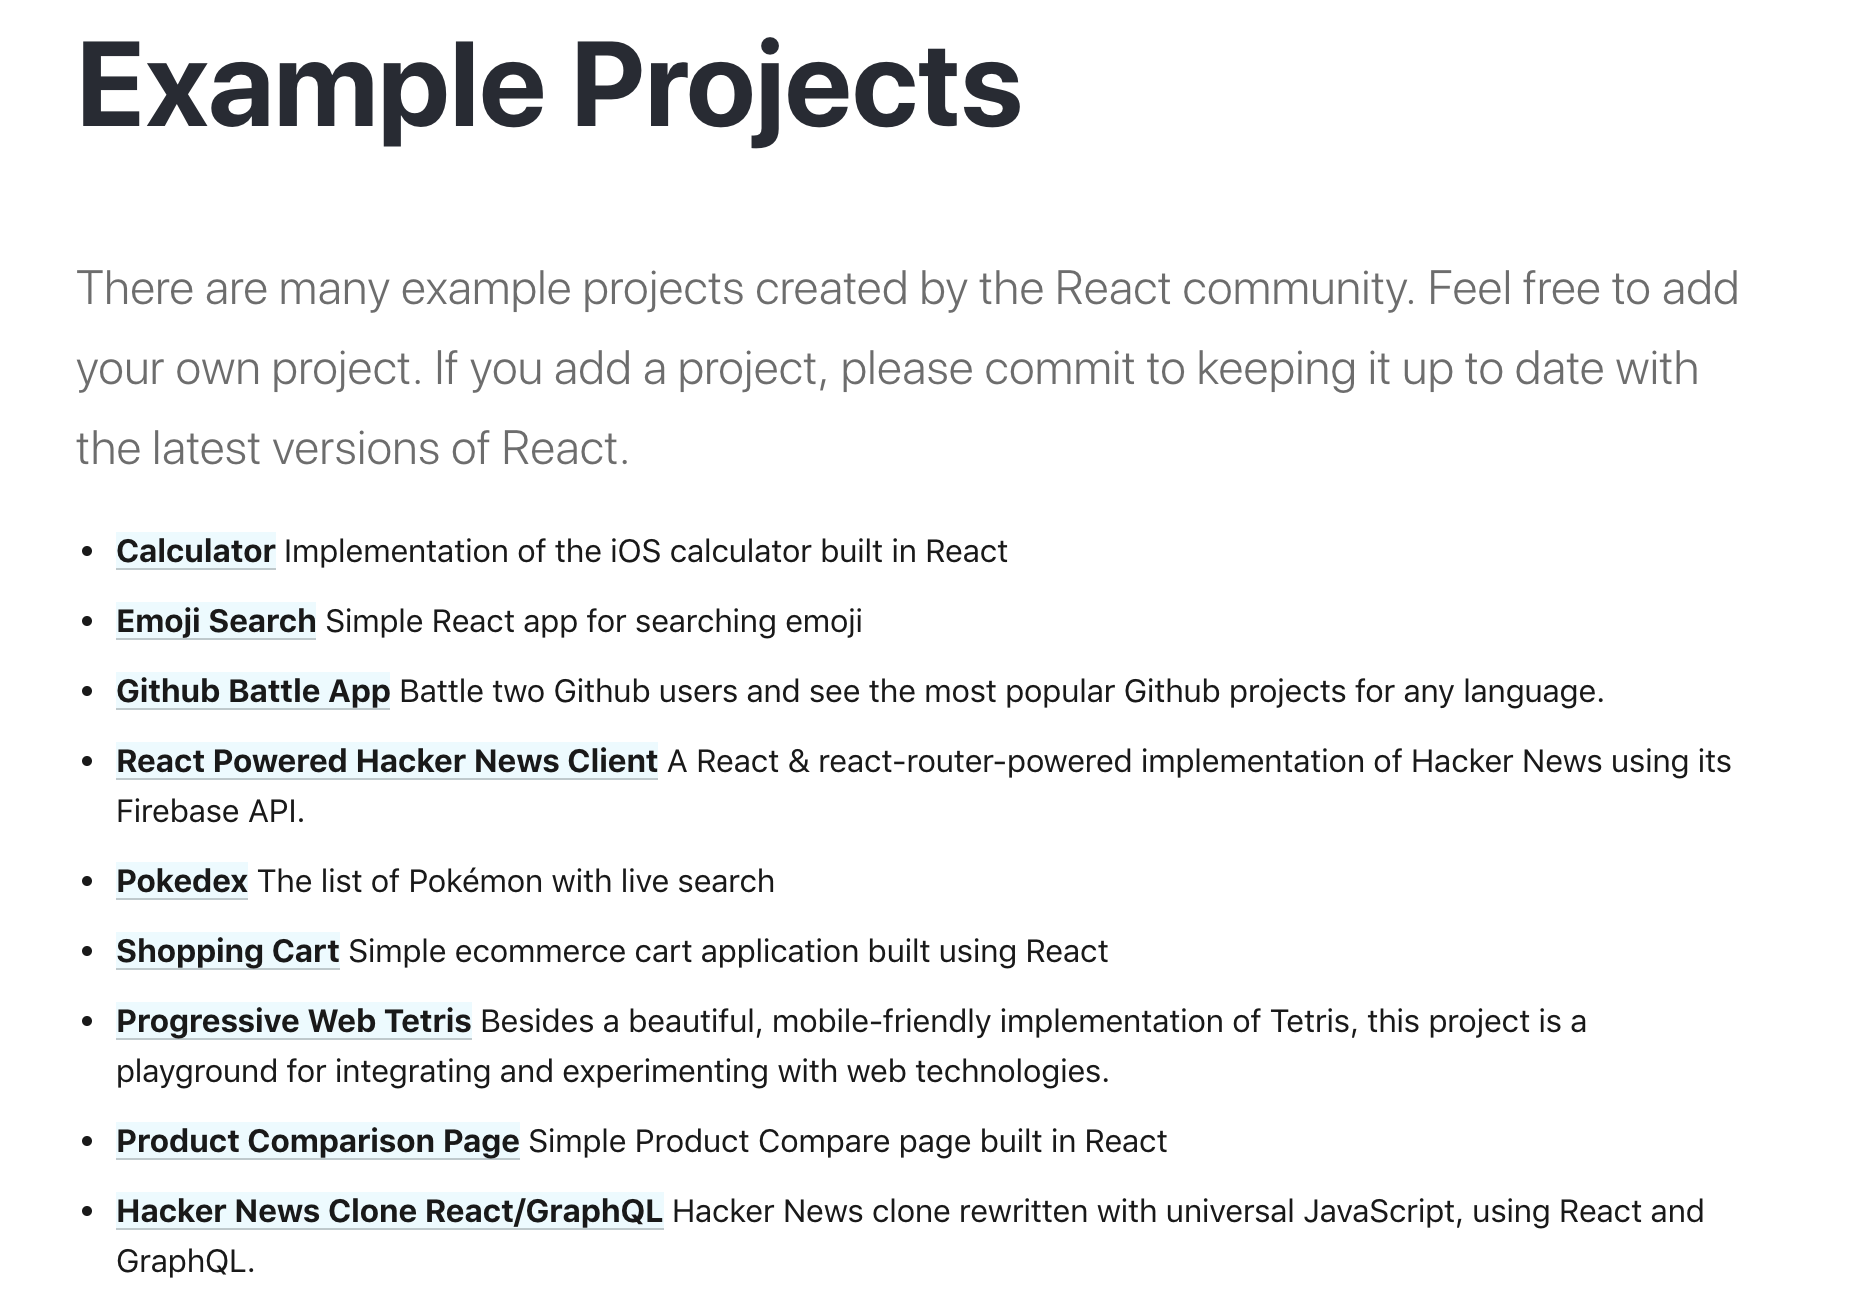 Example Projects
There are many example projects created by the React community. Feel free to add
your own project. If you add a project, please commit to keeping it up to date with
the latest versions of React.
• Calculator Implementation of the iOS calculator built in React
• Emoji Search Simple React app for searching emoji
• Github Battle App Battle two Github users and see the most popular Github projects for any language.
• React Powered Hacker News Client A React & react-router-powered implementation of Hacker News using its
Firebase API.
• Pokedex The list of Pokémon with live search
• Shopping Cart Simple ecommerce cart application built using React
• Progressive Web Tetris Besides a beautiful, mobile-friendly implementation of Tetris, this project is a
playground for integrating and experimenting with web technologies.
• Product Comparison Page Simple Product Compare page built in React
• Hacker News Clone React/GraphQL Hacker News clone rewritten with universal JavaScript, using React and
GraphQL.